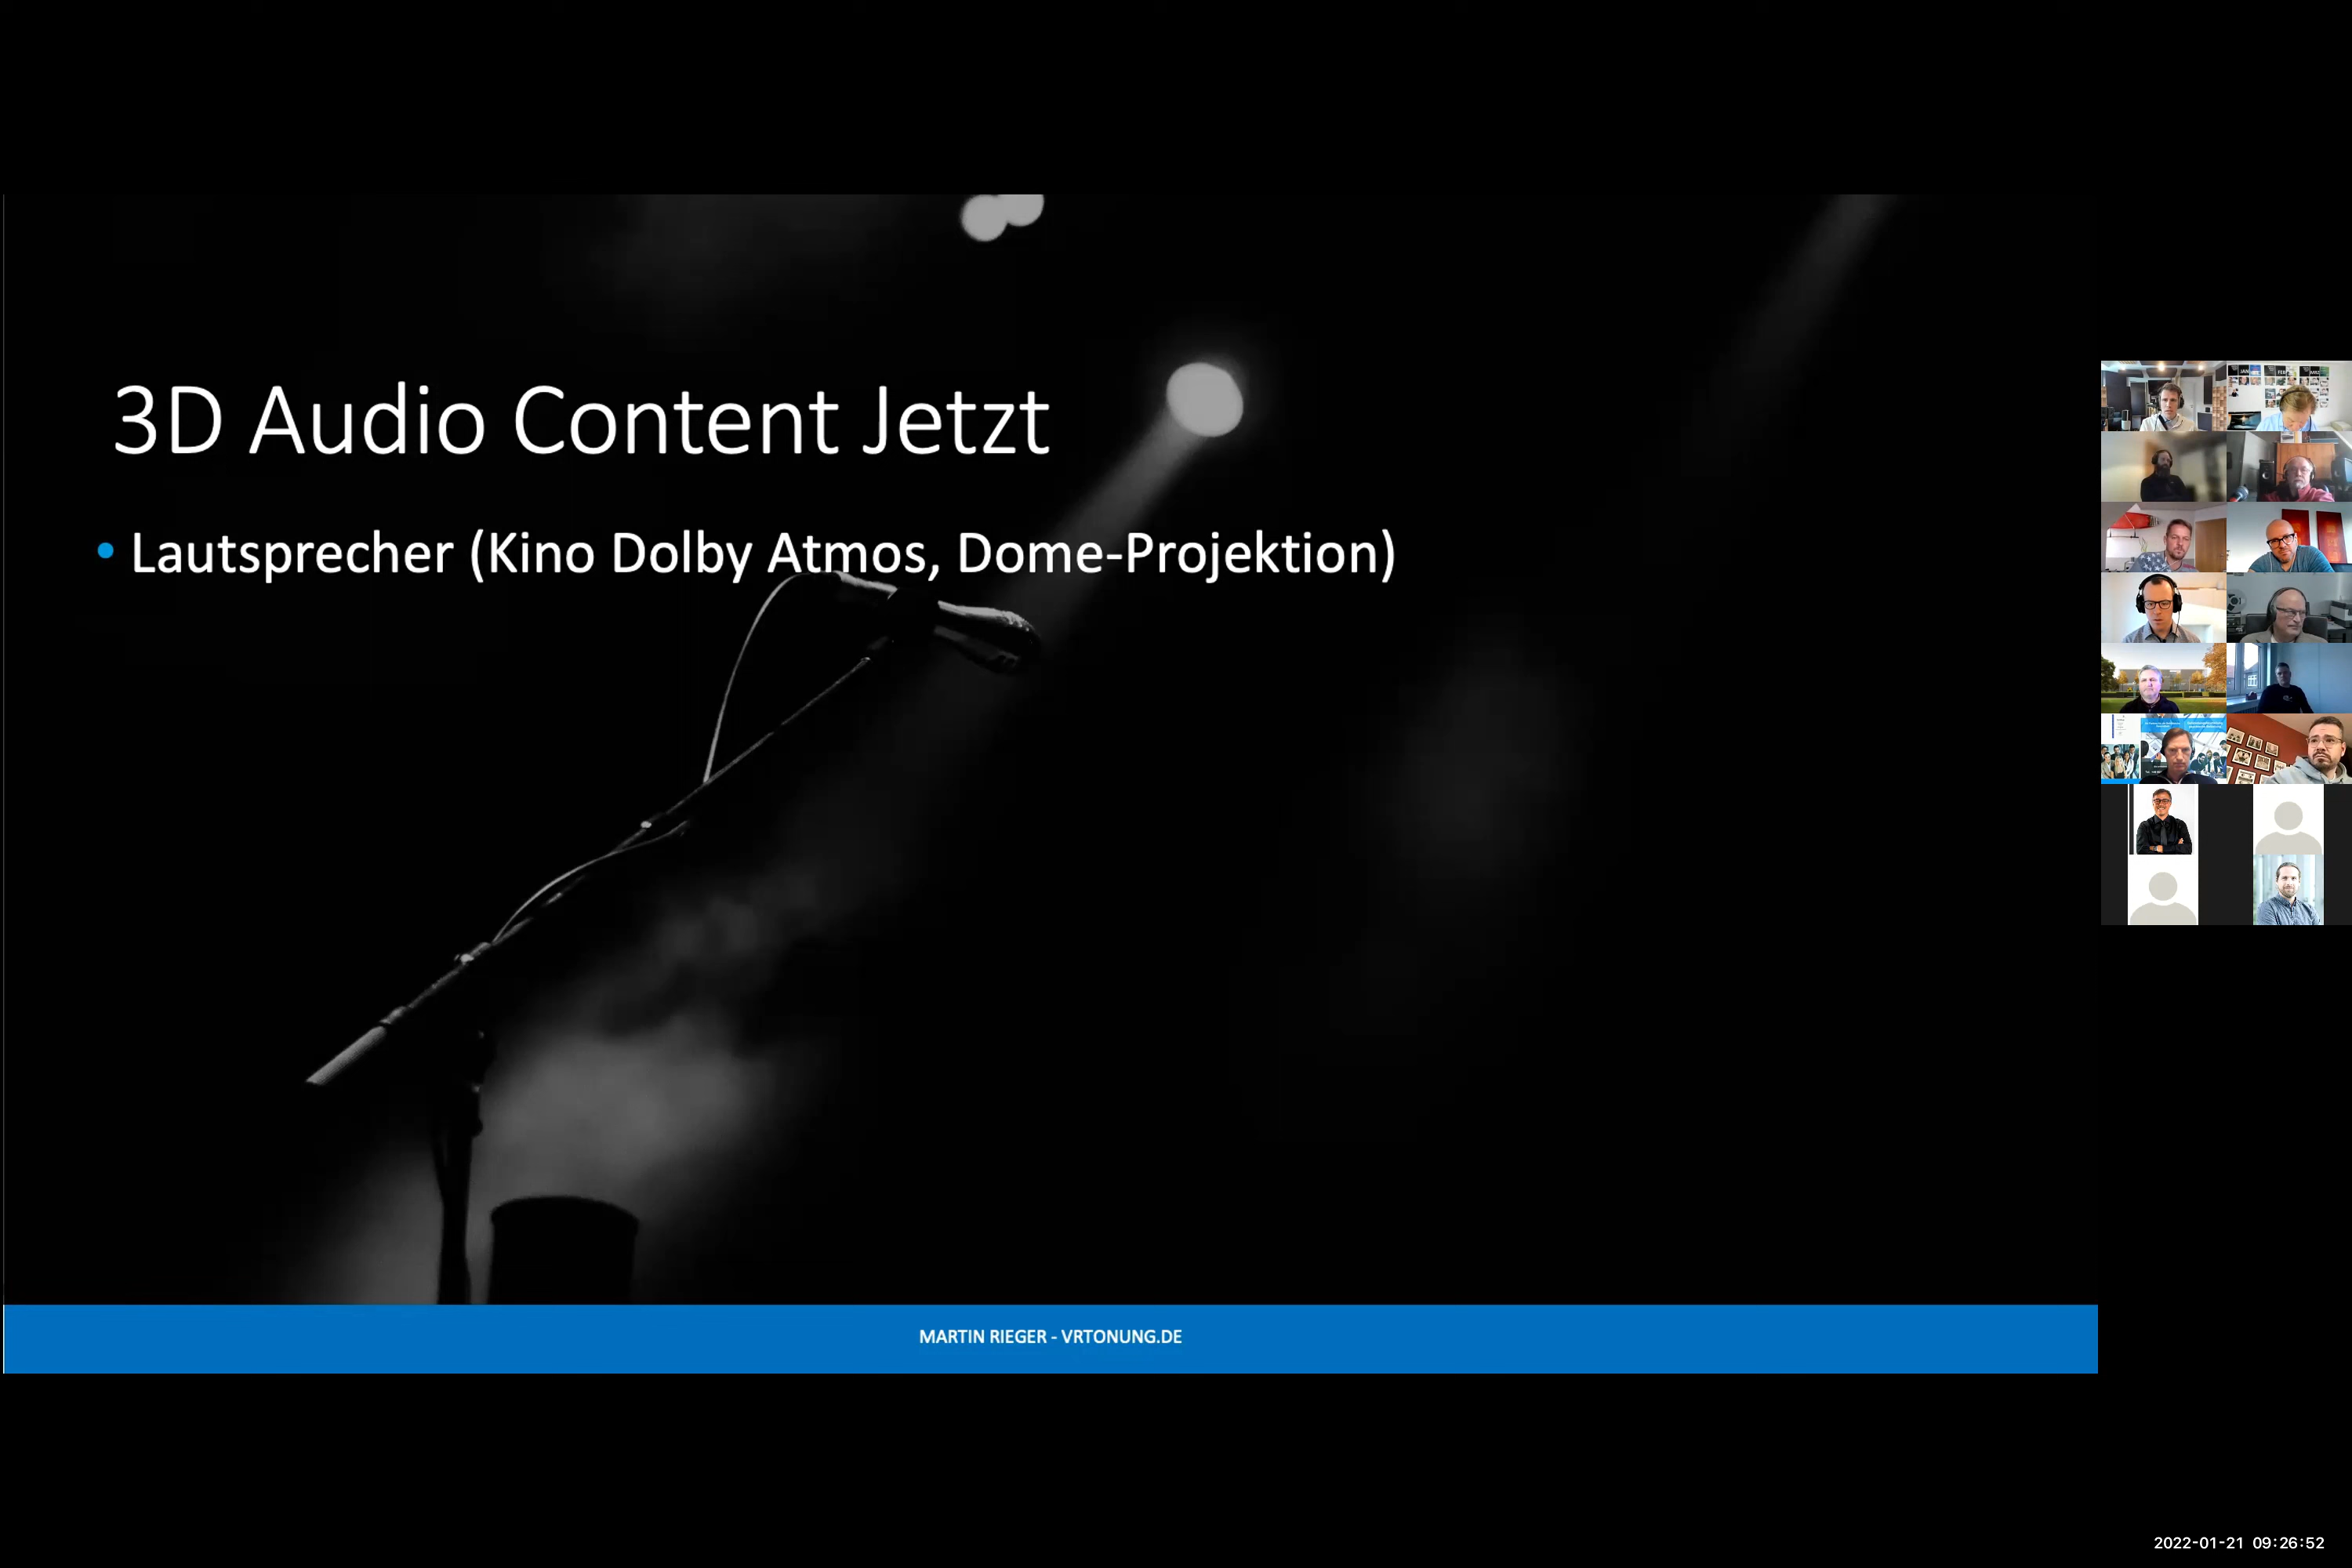 3D Audio Content Jetzt
• Lautsprecher (Kino Dolby Atmos, Dome-Projektion)
MARTIN RIEGER - VRTONUNG.DE
2022-01-21 09:26:52